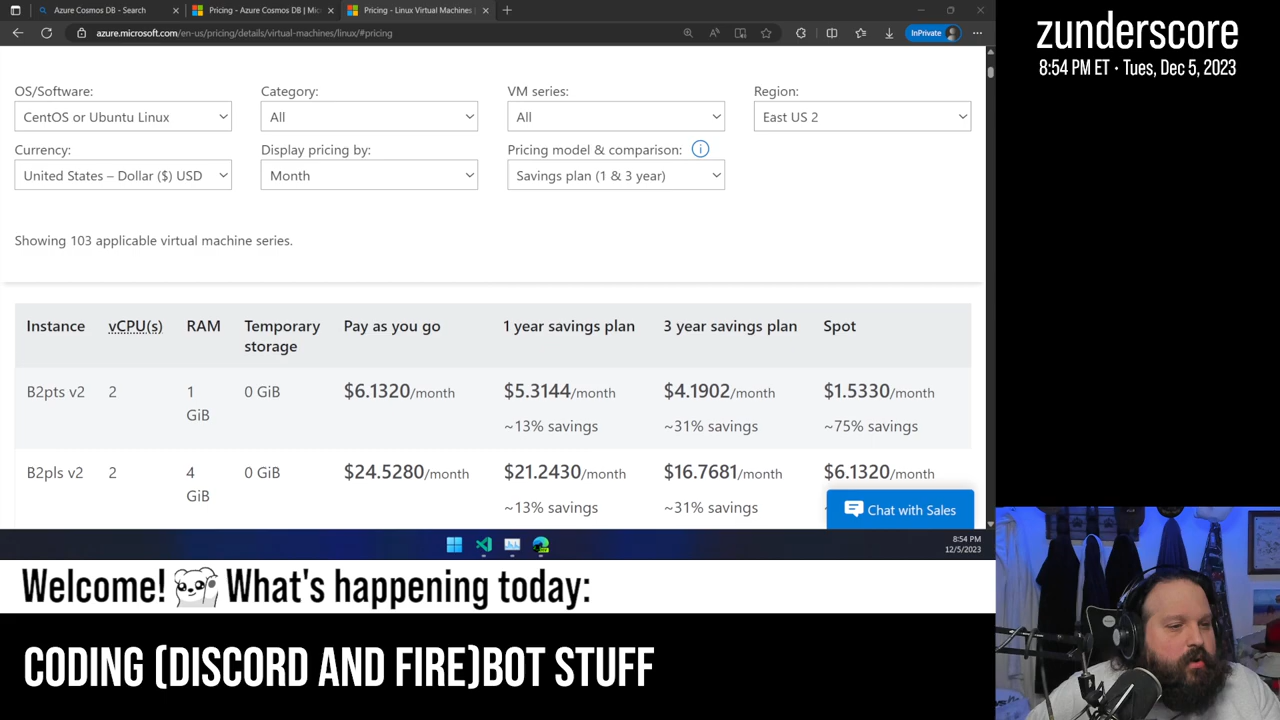 Azure Cosmos DB - Search
Pricing - Azure Cosmos DB | Mic
Pricing - Linux Virtual Machines |
azure.microsoft.com/en-us/pricing/details/virtual-machines/linux/#pricing
InPrivate
OS/Software:
Category:
VM series:
Region:
CentOS or Ubuntu Linux
All
All
East US 2
Currency:
Display pricing by:
Pricing model & comparison:
United States – Dollar ($) USD
Month
Savings plan (1 & 3 year)
Showing 103 applicable virtual machine series.
Instance vCPU(s) RAM Temporary storage Pay as you go 1 year savings plan 3 year savings plan Spot
B2pts v2 2 1 GiB 0 GiB $6.1320/month $5.3144/month $4.1902/month $1.5330/month
~13% savings ~31% savings ~75% savings
B2pls v2 2 4 GiB 0 GiB $24.5280/month $21.2430/month $16.7681/month $6.1320/month
~13% savings ~31% savings
Chat with Sales
8:54 PM
12/5/2023
zunderscore
8:54 PM ET • Tues, Dec 5, 2023
Welcome! What's happening today:
CODING (DISCORD AND FIRE)BOT STUFF